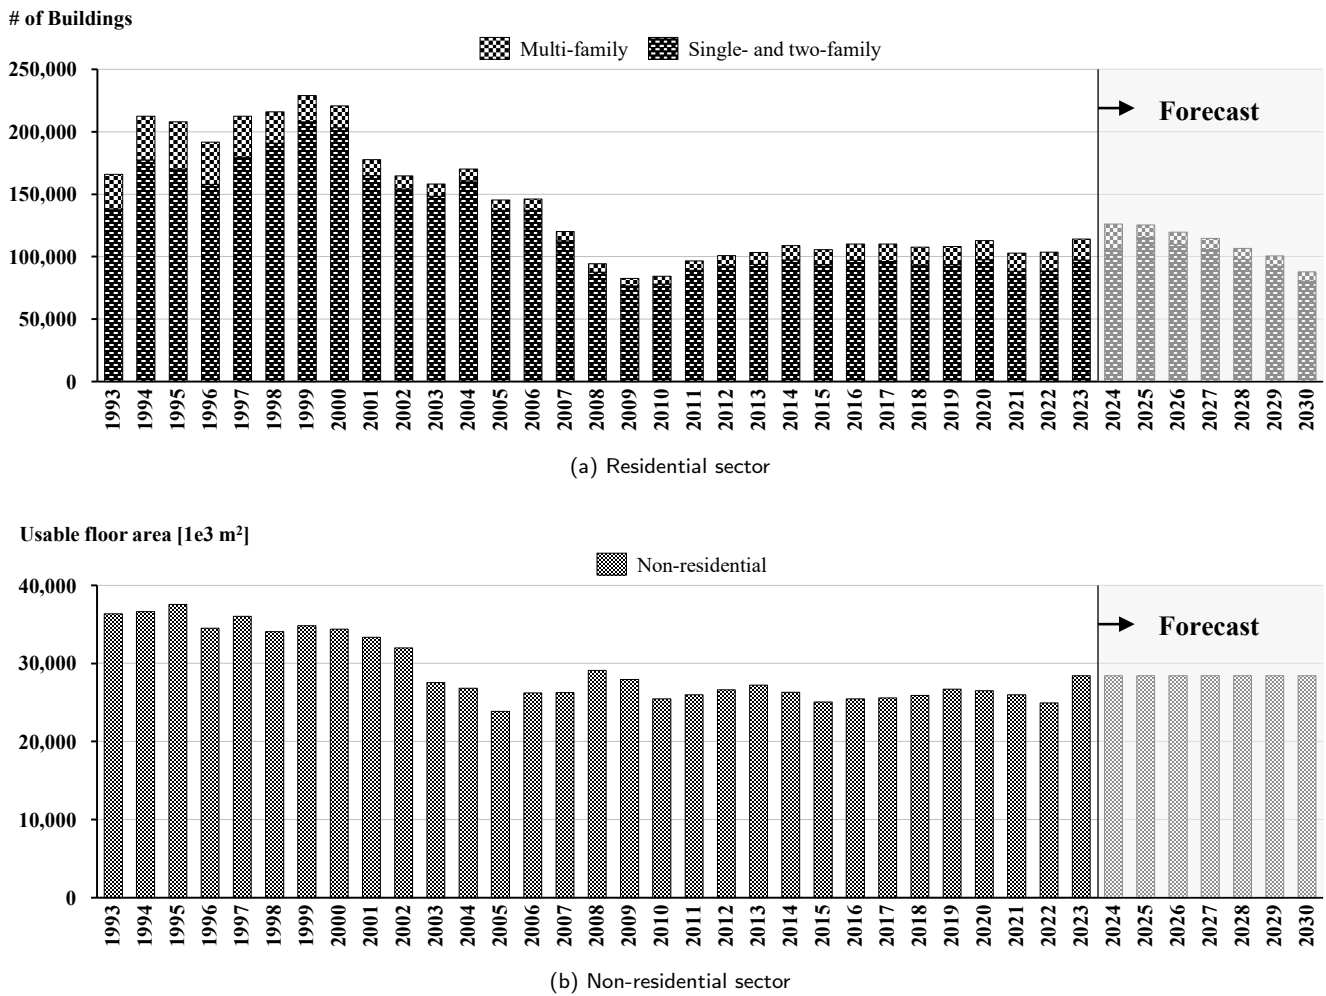 # of Buildings
Multi-family Single- and two-family
250,000
200,000
150,000
100,000
50,000
0
Forecast
1993 1994 1995 1996 1997 1998 1999 2000 2001 2002 2003 2004 2005 2006 2007 2008 2009 2010 2011 2012 2013 2014 2015 2016 2017 2018 2019 2020 2021 2022 2023 2024 2025 2026 2027 2028 2029 2030
(a) Residential sector
Usable floor area [1e3 m²]
Non-residential
40,000
30,000
20,000
10,000
0
Forecast
1993 1994 1995 1996 1997 1998 1999 2000 2001 2002 2003 2004 2005 2006 2007 2008 2009 2010 2011 2012 2013 2014 2015 2016 2017 2018 2019 2020 2021 2022 2023 2024 2025 2026 2027 2028 2029 2030
(b) Non-residential sector